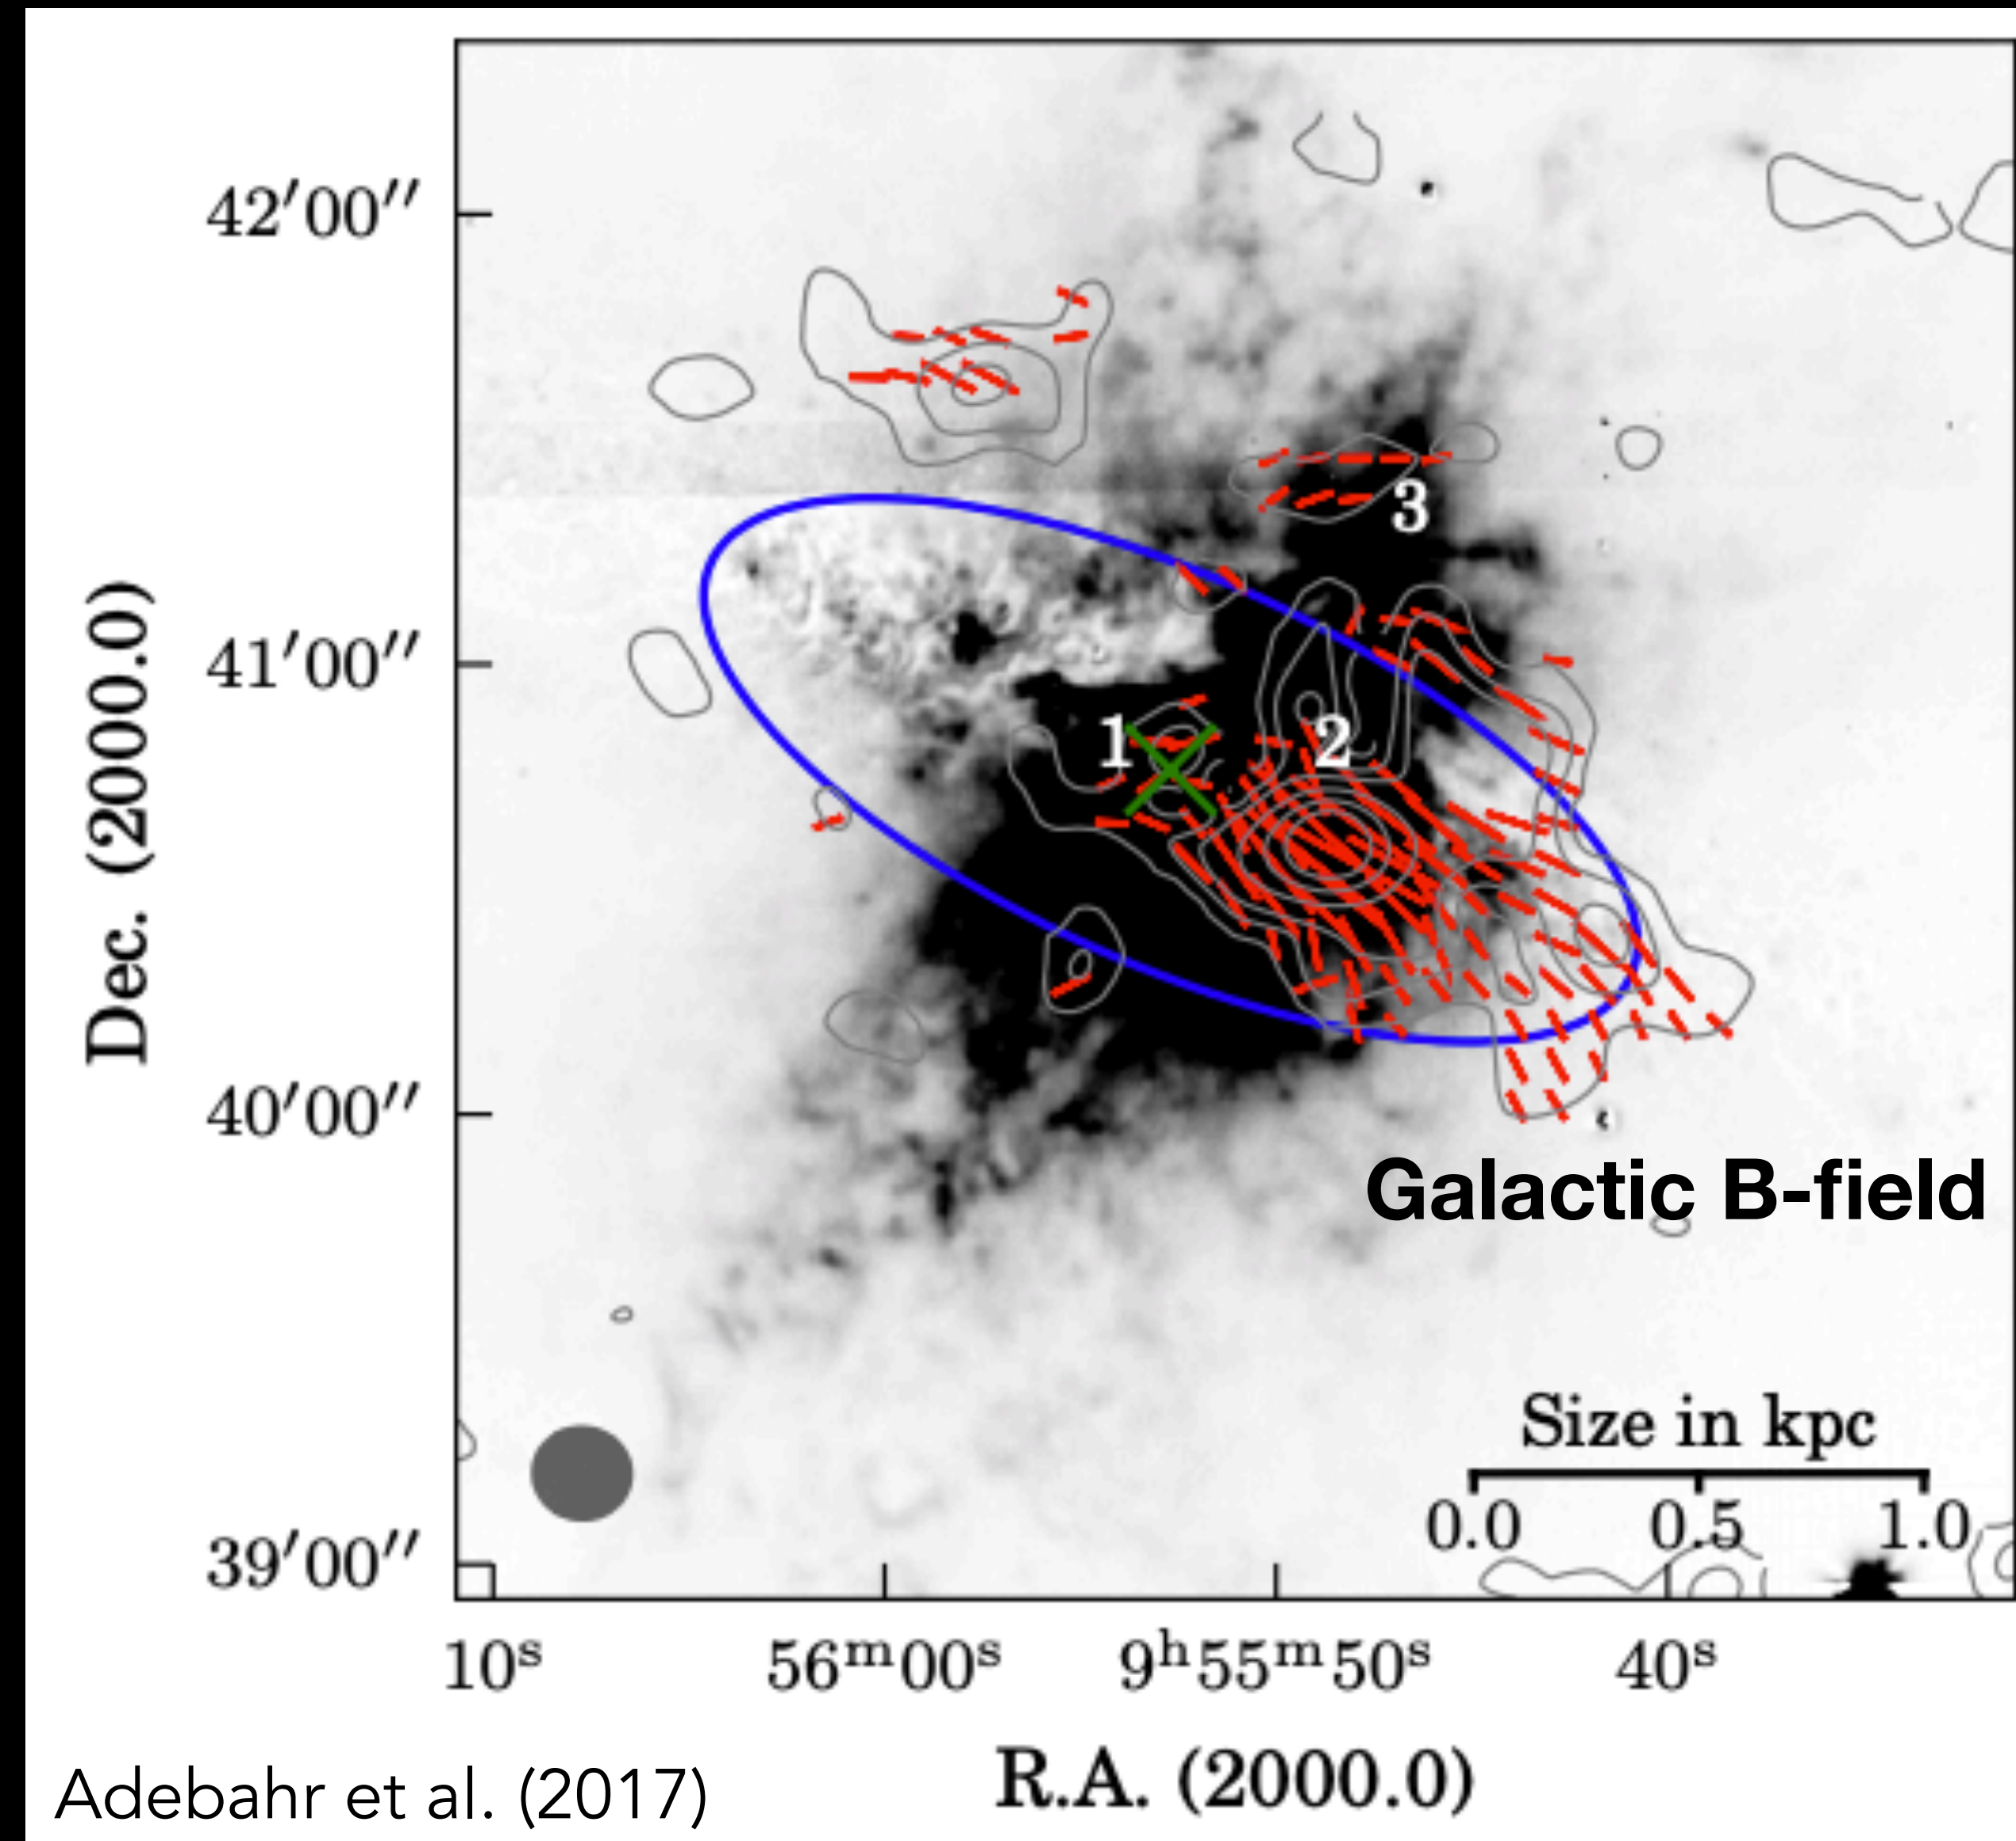 42′00″
3
41′00″
1
2
Dec. (2000.0)
40′00″
Galactic B-field
Size in kpc
0.0 0.5 1.0
39′00″
10ˢ 56ᵐ00ˢ 9ʰ55ᵐ50ˢ 40ˢ
R.A. (2000.0)
Adebahr et al. (2017)